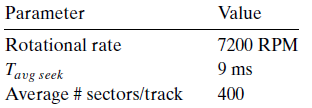 Parameter Value
Rotational rate 7200 RPM
Tavg seek 9 ms
Average # sectors/track 400